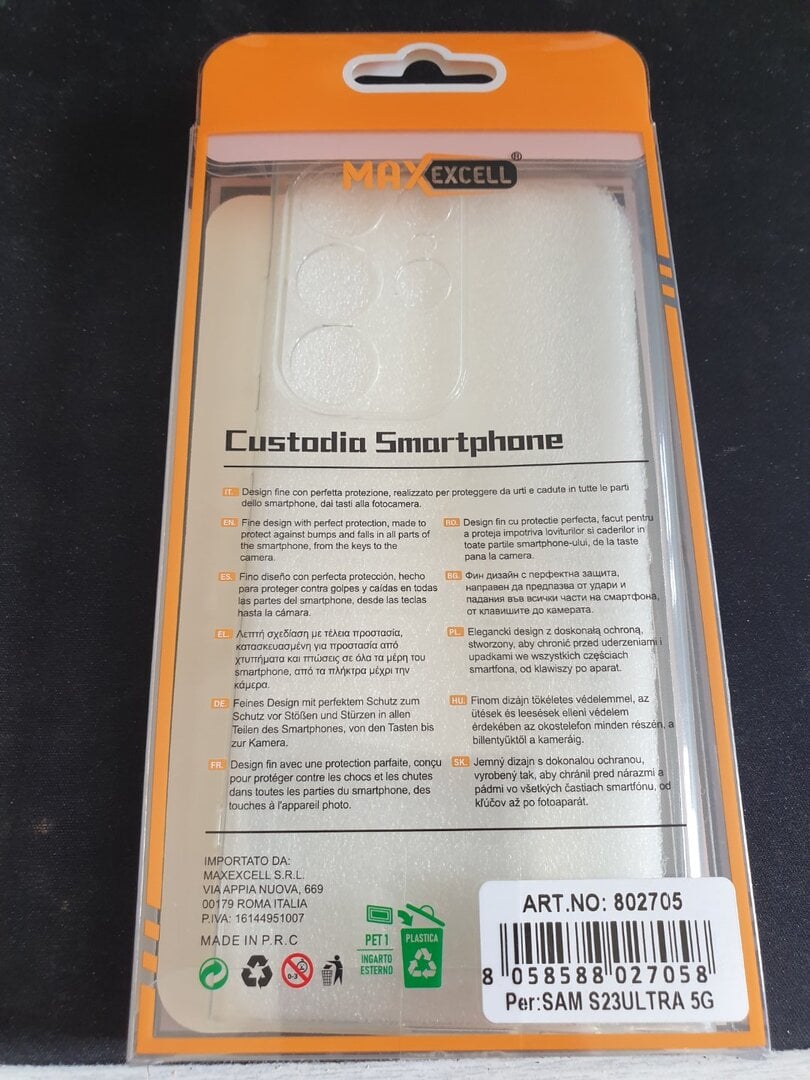 MAXEXCELL®
Custodia Smartphone
IT. Design fine con perfetta protezione, realizzato per proteggere da urti e cadute in tutte le parti
dello smartphone, dai tasti alla fotocamera.
EN. Fine design with perfect protection, made to
protect against bumps and falls in all parts of
the smartphone, from the keys to the
camera.
ES. Fino diseño con perfecta protección, hecho
para proteger contra golpes y caídas en todas
las partes del smartphone, desde las teclas
hasta la cámara.
EL. Λεπτή σχεδίαση με τέλεια προστασία,
κατασκευασμένη για προστασία από
χτυπήματα και πτώσεις σε όλα τα μέρη του
smartphone, από τα πλήκτρα μέχρι την
κάμερα.
DE. Feines Design mit perfektem Schutz zum
Schutz vor Stößen und Stürzen in allen
Teilen des Smartphones, von den Tasten bis
zur Kamera.
FR. Design fin avec une protection parfaite, conçu
pour protéger contre les chocs et les chutes
dans toutes les parties du smartphone, des
touches à l'appareil photo.
RO. Design fin cu protectie perfecta, facut pentru
a proteja impotriva loviturilor si caderilor in
toate partile smartphone-ului, de la taste
pana la camera.
BG. Фин дизайн с перфектна защита,
направен да предпазва от удари и
падания във всички части на смартфона,
от клавишите до камерата.
PL. Elegancki design z doskonałą ochroną,
stworzony, aby chronić przed uderzeniami i
upadkami we wszystkich częściach
smartfona, od klawiszy po aparat.
HU. Finom dizájn tökéletes védelemmel, az
ütések és leesések elleni védelem
érdekében az okostelefon minden részén, a
billentyűktől a kameráig.
SK. Jemný dizajn s dokonalou ochranou,
vyrobený tak, aby chránil pred nárazmi a
pádmi vo všetkých častiach smartfónu, od
kľúčov až po fotoaparát.
IMPORTATO DA:
MAXEXCELL S.R.L.
VIA APPIA NUOVA, 669
00179 ROMA ITALIA
P.IVA: 16144951007
MADE IN P.R.C
0-3
PET 1
INGARTO
ESTERNO
PLASTICA
ART.NO: 802705
8 058588 027058
Per:SAM S23ULTRA 5G